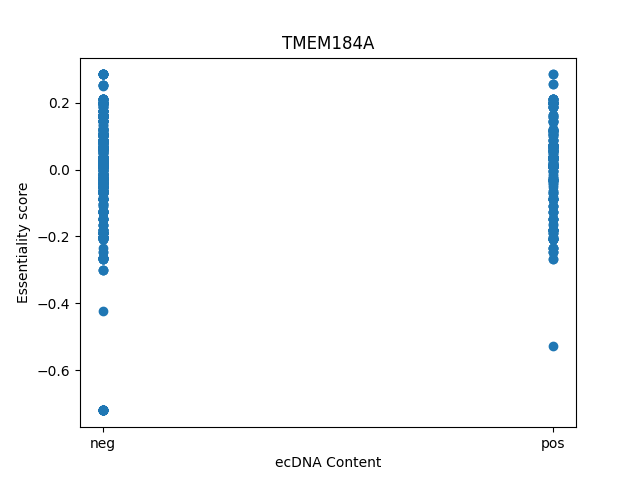 TMEM184A
0.2
0.0
−0.2
−0.4
−0.6
Essentiality score
neg
pos
ecDNA Content